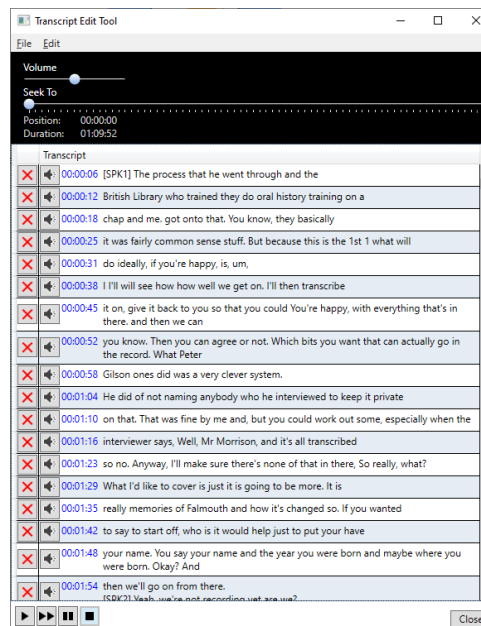 Transcript Edit Tool
File Edit
Volume
Seek To
Position: 00:00:00
Duration: 01:09:52
Transcript
00:00:06 [SPK1] The process that he went through and the
00:00:12 British Library who trained they do oral history training on a
00:00:18 chap and me. got onto that. You know, they basically
00:00:25 it was fairly common sense stuff. But because this is the 1st 1 what will
00:00:31 do ideally, if you're happy, is, um,
00:00:38 I I'll will see how how well we get on. I'll then transcribe
00:00:45 it on, give it back to you so that you could You're happy, with everything that's in
there. and then we can
00:00:52 you know. Then you can agree or not. Which bits you want that can actually go in
the record. What Peter
00:00:58 Gilson ones did was a very clever system.
00:01:04 He did of not naming anybody who he interviewed to keep it private
00:01:10 on that. That was fine by me and, but you could work out some, especially when the
00:01:16 interviewer says, Well, Mr Morrison, and it's all transcribed
00:01:23 so no. Anyway, I'll make sure there's none of that in there, So really, what?
00:01:29 What I'd like to cover is just it is going to be more. It is
00:01:35 really memories of Falmouth and how it's changed so. If you wanted
00:01:42 to say to start off, who is it would help just to put your have
00:01:48 your name. You say your name and the year you were born and maybe where you
were born. Okay? And
00:01:54 then we'll go on from there.
[SPK2] Yeah, we're not recording yet are we?
Close